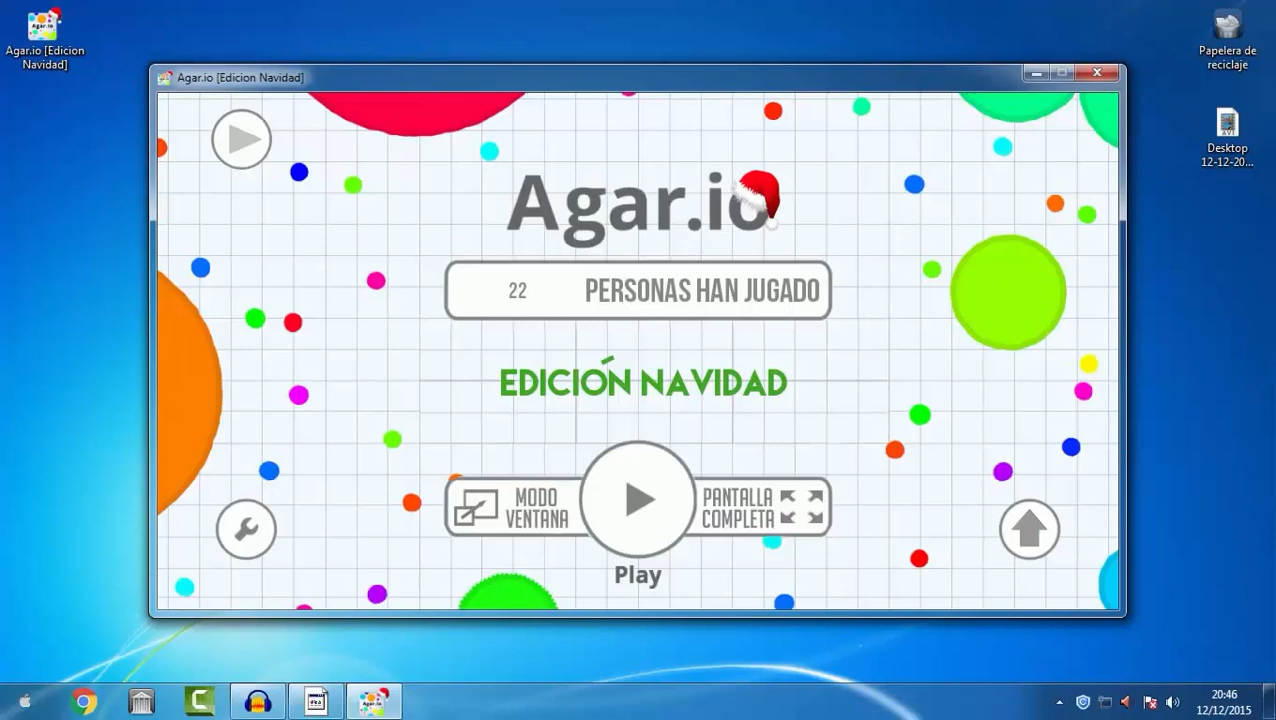 Agar.io [Edicion
Navidad]
Papelera de
reciclaje
Desktop
12-12-20...
Agar.io [Edicion Navidad]
Agar.io
22 PERSONAS HAN JUGADO
EDICIÓN NAVIDAD
MODO
VENTANA
PANTALLA
COMPLETA
Play
20:46
12/12/2015